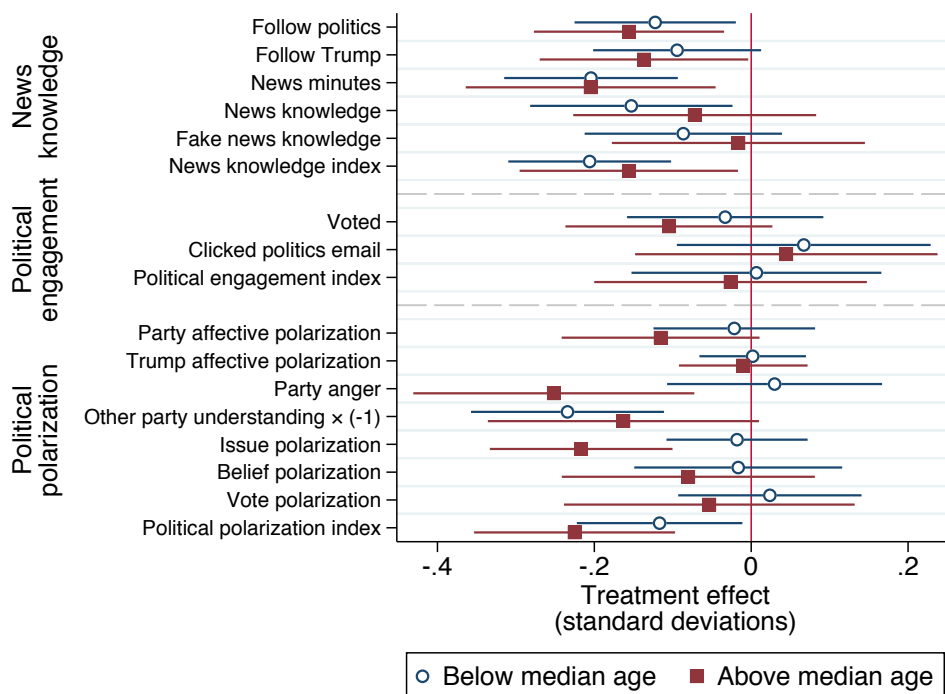 News
knowledge
Follow politics
Follow Trump
News minutes
News knowledge
Fake news knowledge
News knowledge index
Political
engagement
Voted
Clicked politics email
Political engagement index
Political
polarization
Party affective polarization
Trump affective polarization
Party anger
Other party understanding × (-1)
Issue polarization
Belief polarization
Vote polarization
Political polarization index
-.4 -.2 0 .2
Treatment effect
(standard deviations)
Below median age Above median age